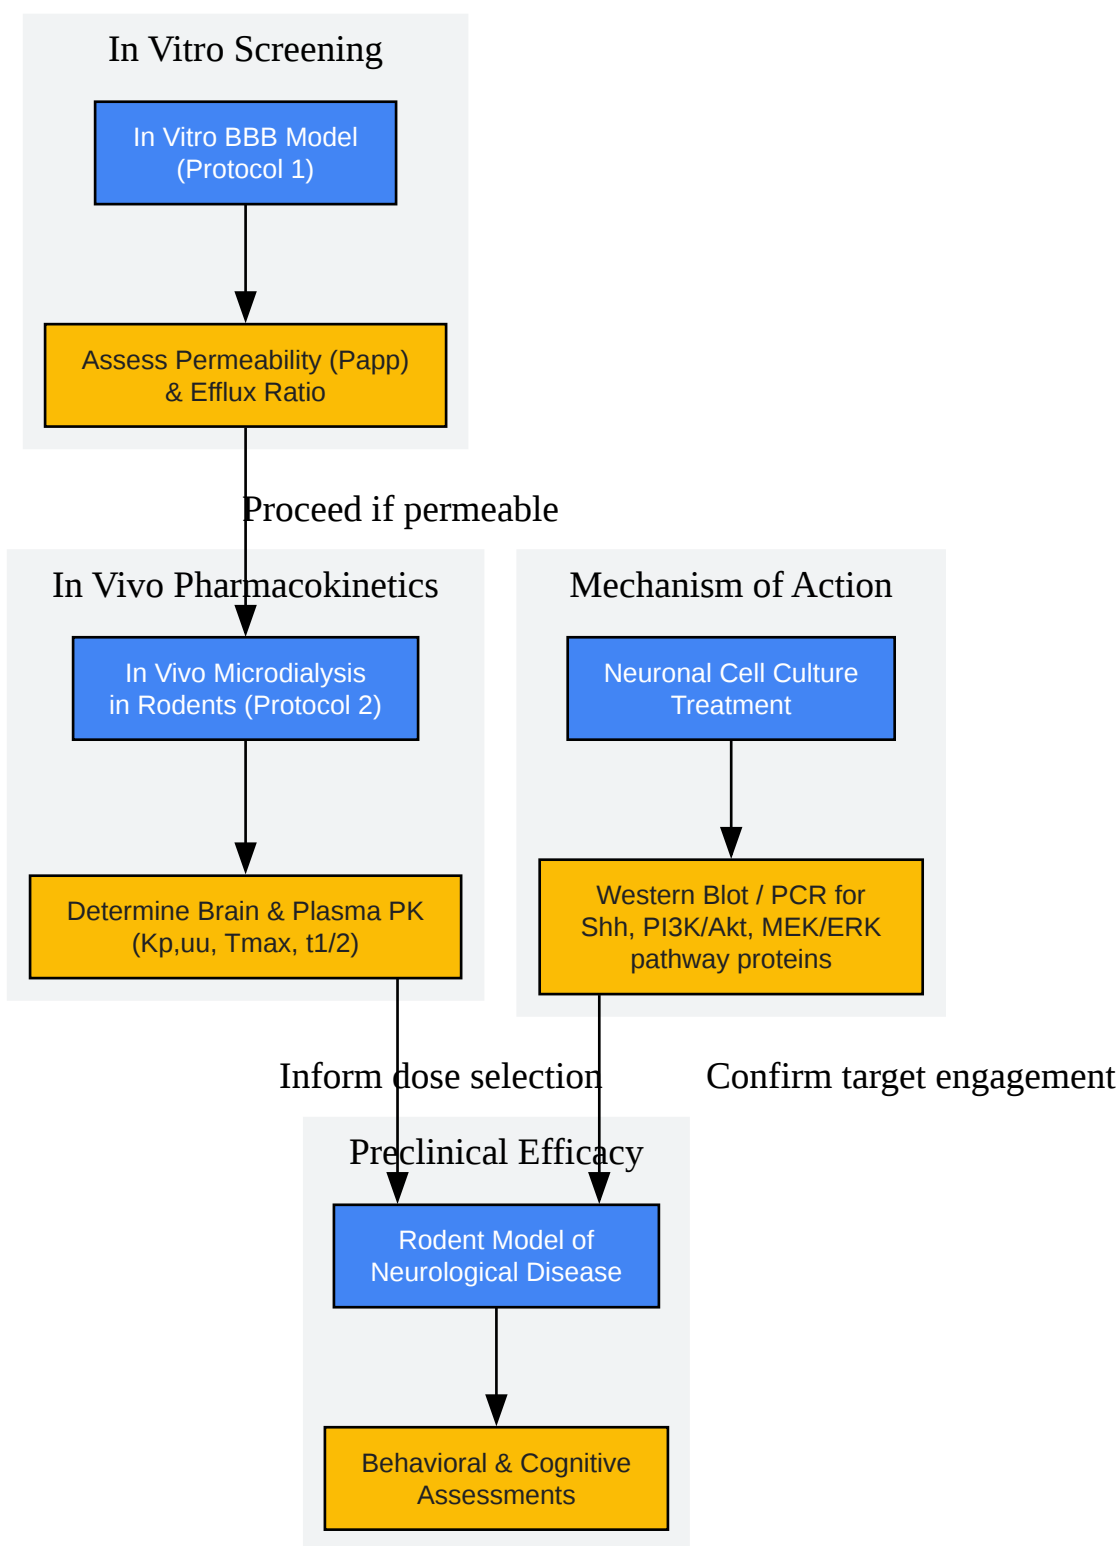 In Vitro Screening
In Vitro BBB Model
(Protocol 1)
Assess Permeability (Papp)
& Efflux Ratio
Proceed if permeable
In Vivo Pharmacokinetics
In Vivo Microdialysis
in Rodents (Protocol 2)
Determine Brain & Plasma PK
(Kp,uu, Tmax, t1/2)
Mechanism of Action
Neuronal Cell Culture
Treatment
Western Blot / PCR for
Shh, PI3K/Akt, MEK/ERK
pathway proteins
Inform dose selection
Confirm target engagement
Preclinical Efficacy
Rodent Model of
Neurological Disease
Behavioral & Cognitive
Assessments